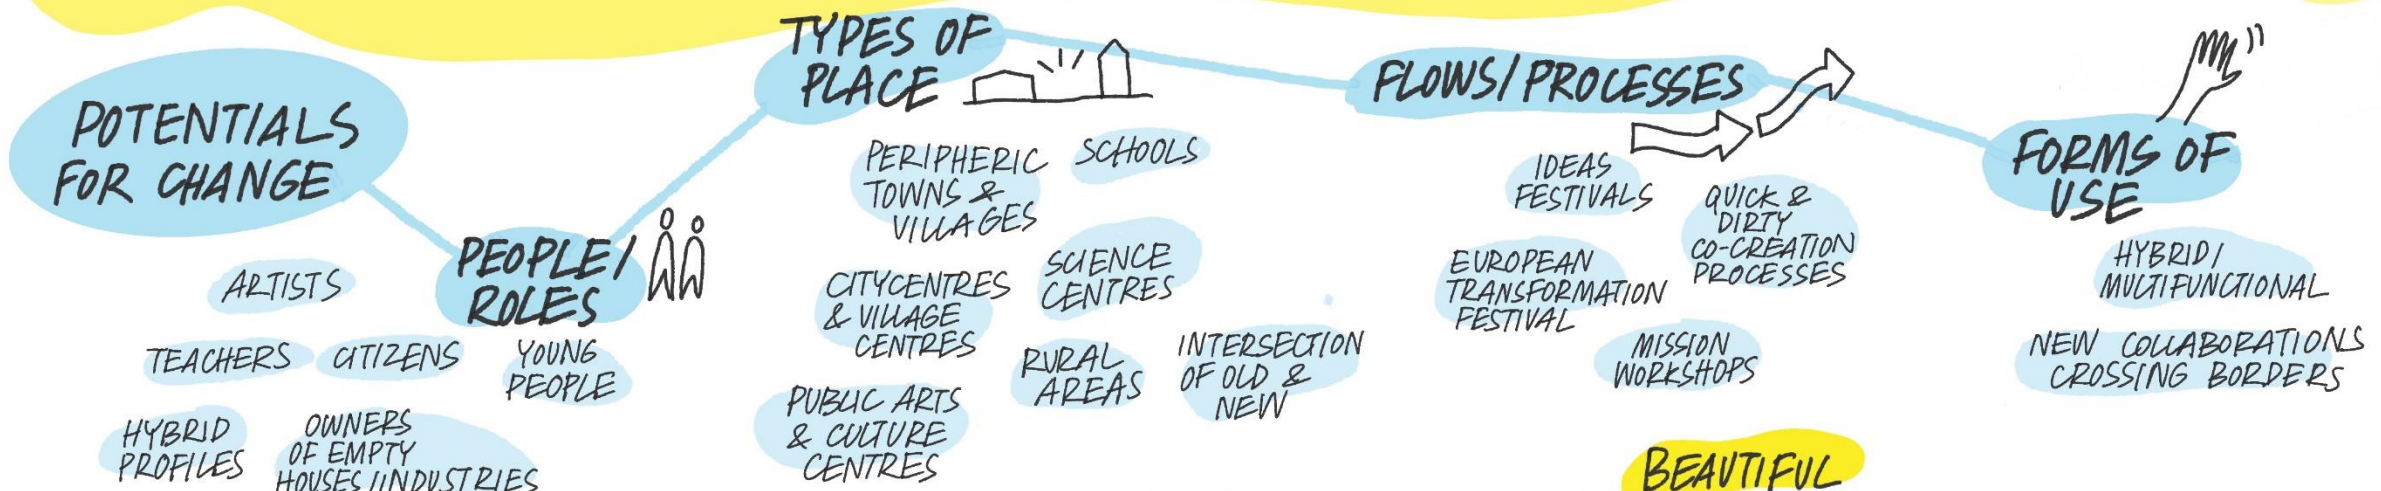 POTENTIALS
FOR CHANGE
PEOPLE/
ROLES
ARTISTS
TEACHERS
CITIZENS
YOUNG
PEOPLE
HYBRID
PROFILES
OWNERS
OF EMPTY
HOUSES/INDUSTRIES
TYPES OF
PLACE
PERIPHERIC
TOWNS &
VILLAGES
SCHOOLS
CITYCENTRES
& VILLAGE
CENTRES
SCIENCE
CENTRES
PUBLIC ARTS
& CULTURE
CENTRES
RURAL
AREAS
INTERSECTION
OF OLD &
NEW
FLOWS/PROCESSES
IDEAS
FESTIVALS
QUICK &
DIRTY
CO-CREATION
PROCESSES
EUROPEAN
TRANSFORMATION
FESTIVAL
MISSION
WORKSHOPS
FORMS OF
USE
HYBRID/
MULTIFUNCTIONAL
NEW COLLABORATIONS
CROSSING BORDERS
BEAUTIFUL